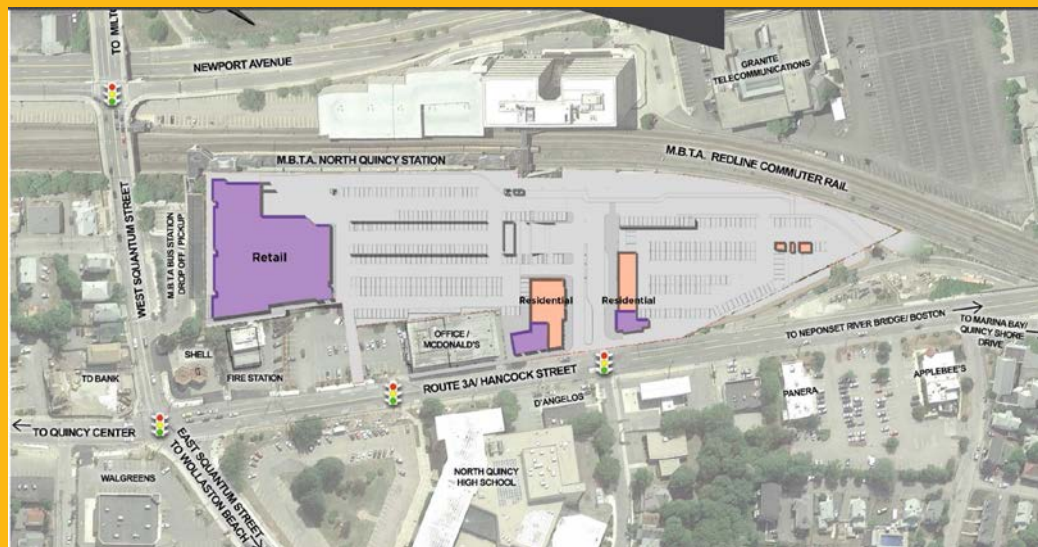 TO MILTO
NEWPORT AVENUE
GRANITE
TELECOMMUNICATIONS
M.B.T.A. NORTH QUINCY STATION
M.B.T.A. REDLINE COMMUTER RAIL
WEST SQUANTUM STREET
M.B.T.A BUS STATION
DROP OFF / PICKUP
Retail
Residential
Residential
OFFICE /
MCDONALD'S
SHELL
FIRE STATION
TD BANK
ROUTE 3A/ HANCOCK STREET
D'ANGELOS
TO NEPONSET RIVER BRIDGE/ BOSTON
TO MARINA BAY/
QUINCY SHORE
DRIVE
PANERA
APPLEBEE'S
TO QUINCY CENTER
EAST SQUANTUM STREET
TO WOLLASTON BEACH
WALGREENS
NORTH QUINCY
HIGH SCHOOL